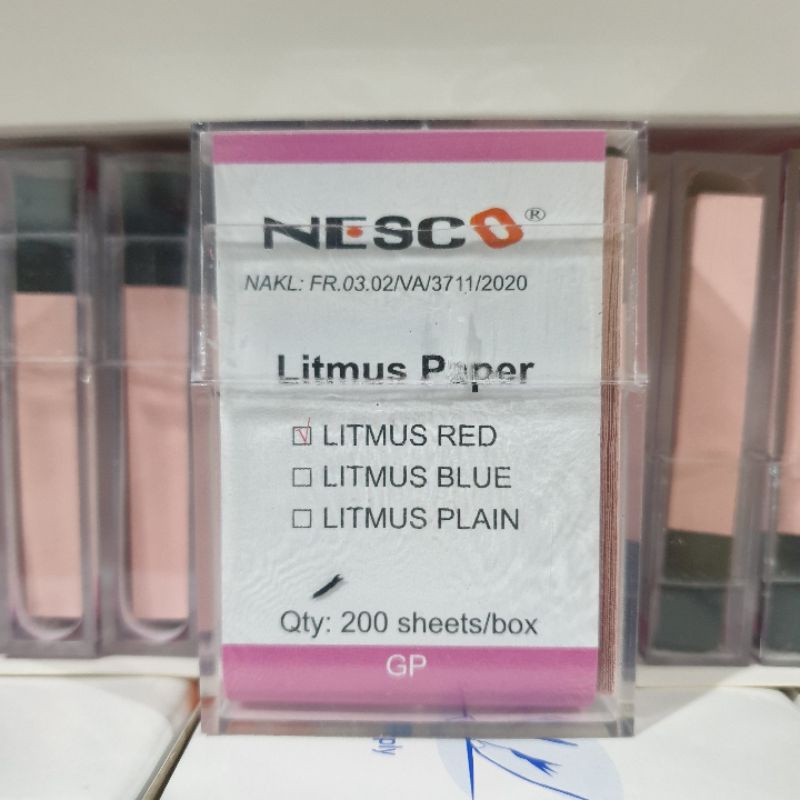 NESCO®
NAKL: FR.03.02/VA/3711/2020
Litmus Paper
LITMUS RED
LITMUS BLUE
LITMUS PLAIN
Qty: 200 sheets/box
GP